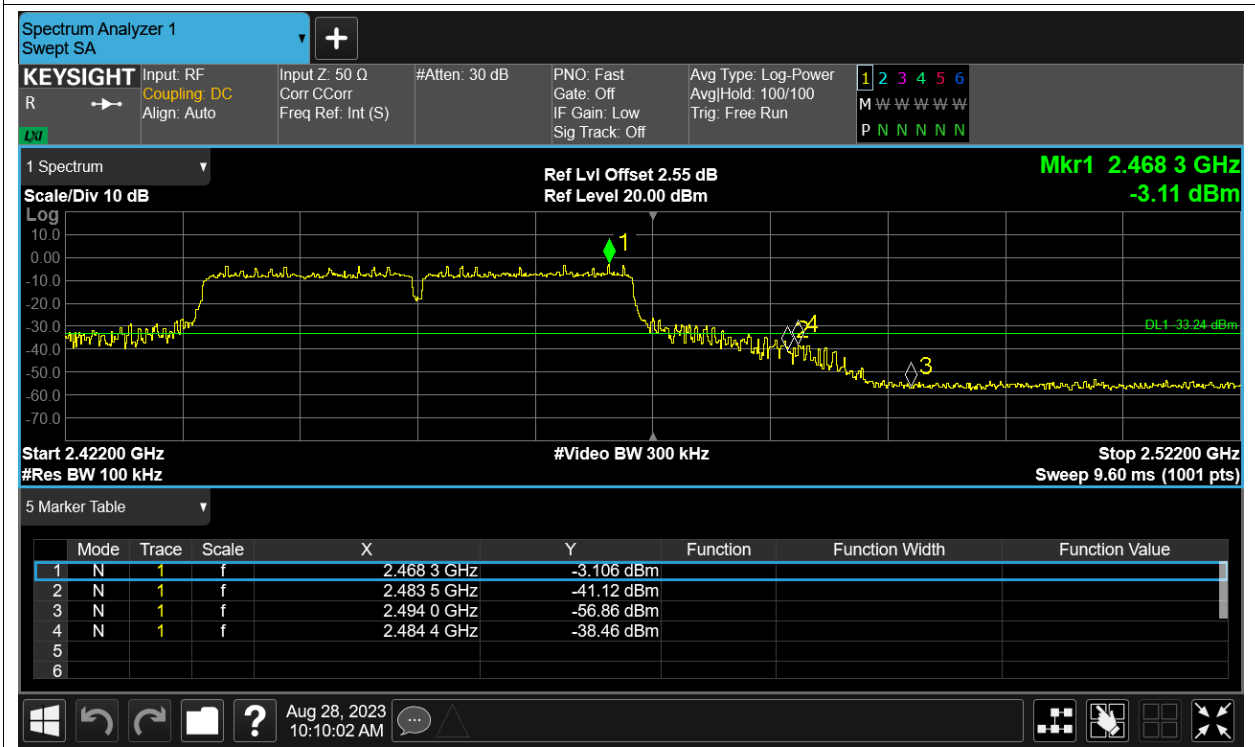 Spectrum Analyzer 1
Swept SA
KEYSIGHT
R
LXI
Input: RF
Coupling: DC
Align: Auto
Input Z: 50 Ω
Corr CCorr
Freq Ref: Int (S)
#Atten: 30 dB
PNO: Fast
Gate: Off
IF Gain: Low
Sig Track: Off
Avg Type: Log-Power
Avg|Hold: 100/100
Trig: Free Run
1 2 3 4 5 6
M W W W W W
P N N N N N
1 Spectrum
Scale/Div 10 dB
Ref Lvl Offset 2.55 dB
Ref Level 20.00 dBm
Mkr1 2.468 3 GHz
-3.11 dBm
Log
10.0
0.00
-10.0
-20.0
-30.0
-40.0
-50.0
-60.0
-70.0
1
2
4
3
DL1 -33.24 dBm
Start 2.42200 GHz
#Video BW 300 kHz
Stop 2.52200 GHz
#Res BW 100 kHz
Sweep 9.60 ms (1001 pts)
5 Marker Table
Mode Trace Scale X Y Function Function Width Function Value
1 N 1 f 2.468 3 GHz -3.106 dBm
2 N 1 f 2.483 5 GHz -41.12 dBm
3 N 1 f 2.494 0 GHz -56.86 dBm
4 N 1 f 2.484 4 GHz -38.46 dBm
5
6
?
Aug 28, 2023
10:10:02 AM